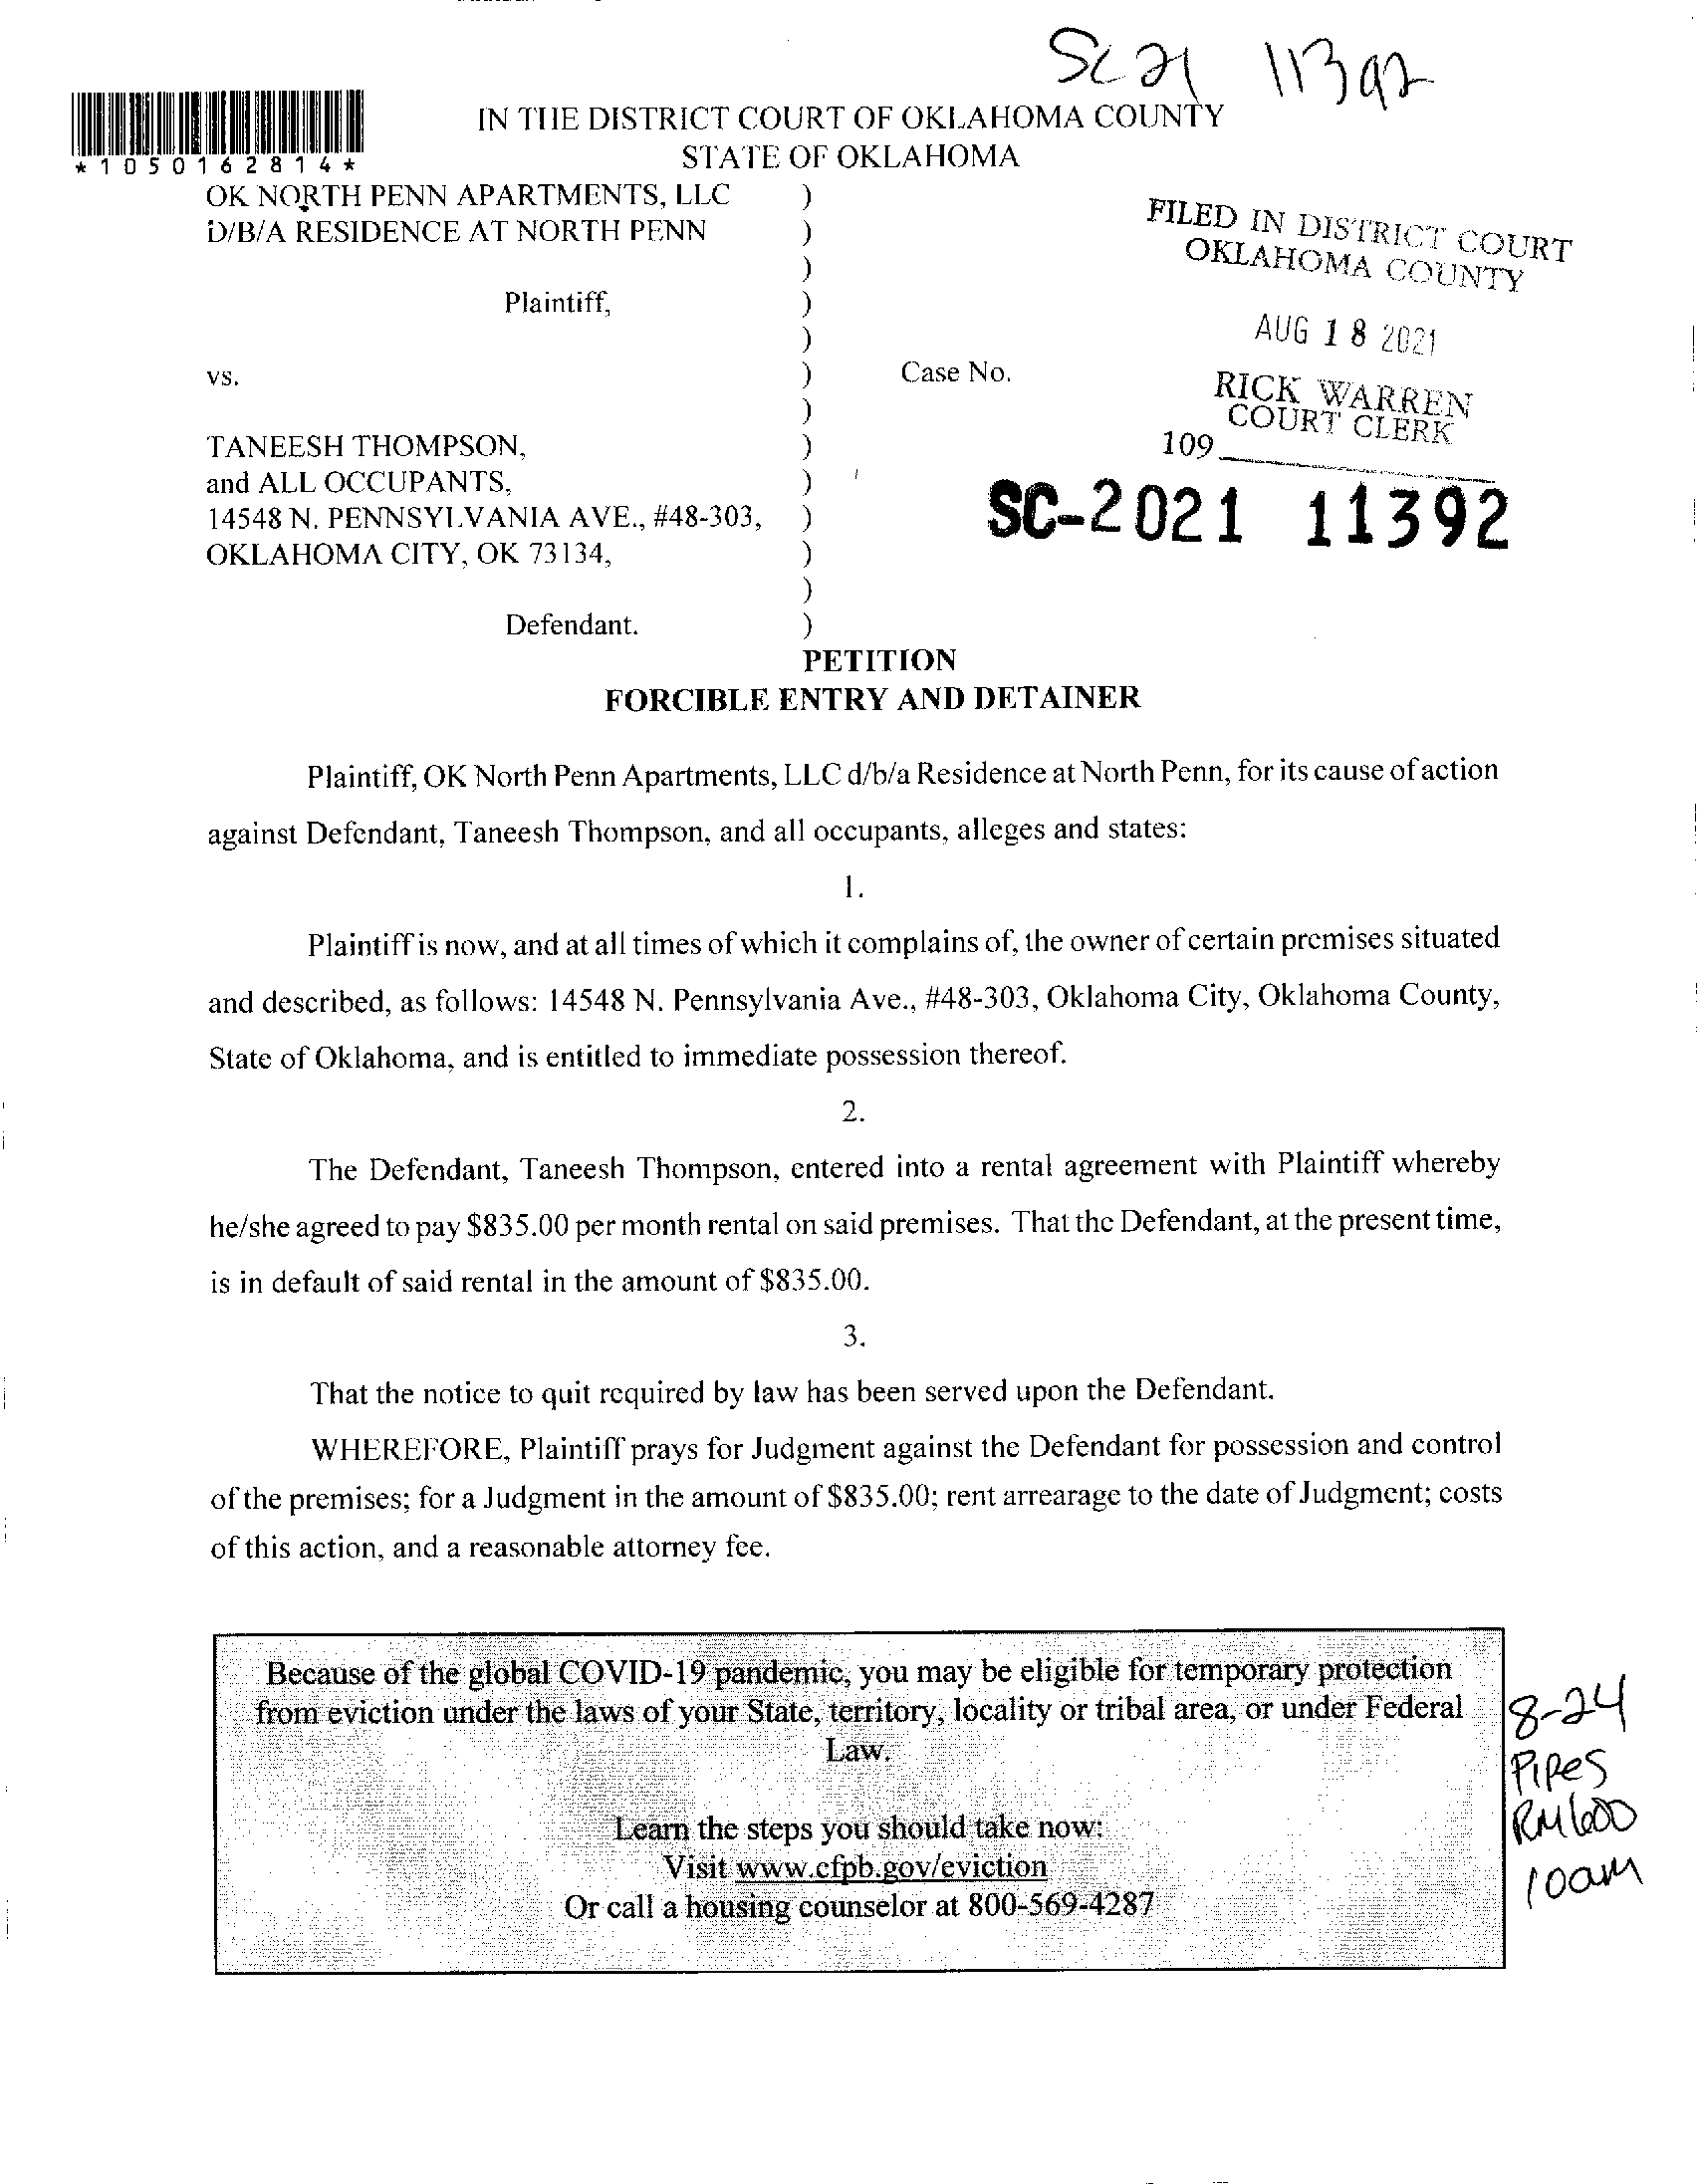 SC 21 11392
IN THE DISTRICT COURT OF OKLAHOMA COUNTY
STATE OF OKLAHOMA
*1050162814*
OK NORTH PENN APARTMENTS, LLC )
D/B/A RESIDENCE AT NORTH PENN )
)
Plaintiff, )
)
vs. ) Case No.
)
TANEESH THOMPSON, )
and ALL OCCUPANTS, )
14548 N. PENNSYLVANIA AVE., #48-303, )
OKLAHOMA CITY, OK 73134, )
)
Defendant. )
FILED IN DISTRICT COURT
OKLAHOMA COUNTY
AUG 18 2021
RICK WARREN
COURT CLERK
109
SC-2021 11392
PETITION
FORCIBLE ENTRY AND DETAINER
Plaintiff, OK North Penn Apartments, LLC d/b/a Residence at North Penn, for its cause of action
against Defendant, Taneesh Thompson, and all occupants, alleges and states:
1.
Plaintiff is now, and at all times of which it complains of, the owner of certain premises situated
and described, as follows: 14548 N. Pennsylvania Ave., #48-303, Oklahoma City, Oklahoma County,
State of Oklahoma, and is entitled to immediate possession thereof.
2.
The Defendant, Taneesh Thompson, entered into a rental agreement with Plaintiff whereby
he/she agreed to pay $835.00 per month rental on said premises. That the Defendant, at the present time,
is in default of said rental in the amount of $835.00.
3.
That the notice to quit required by law has been served upon the Defendant.
WHEREFORE, Plaintiff prays for Judgment against the Defendant for possession and control
of the premises; for a Judgment in the amount of $835.00; rent arrearage to the date of Judgment; costs
of this action, and a reasonable attorney fee.
Because of the global COVID-19 pandemic, you may be eligible for temporary protection
from eviction under the laws of your State, territory, locality or tribal area, or under Federal
Law.
Learn the steps you should take now:
Visit www.cfpb.gov/eviction
Or call a housing counselor at 800-569-4287
8-24
PIPES
RM 600
10am